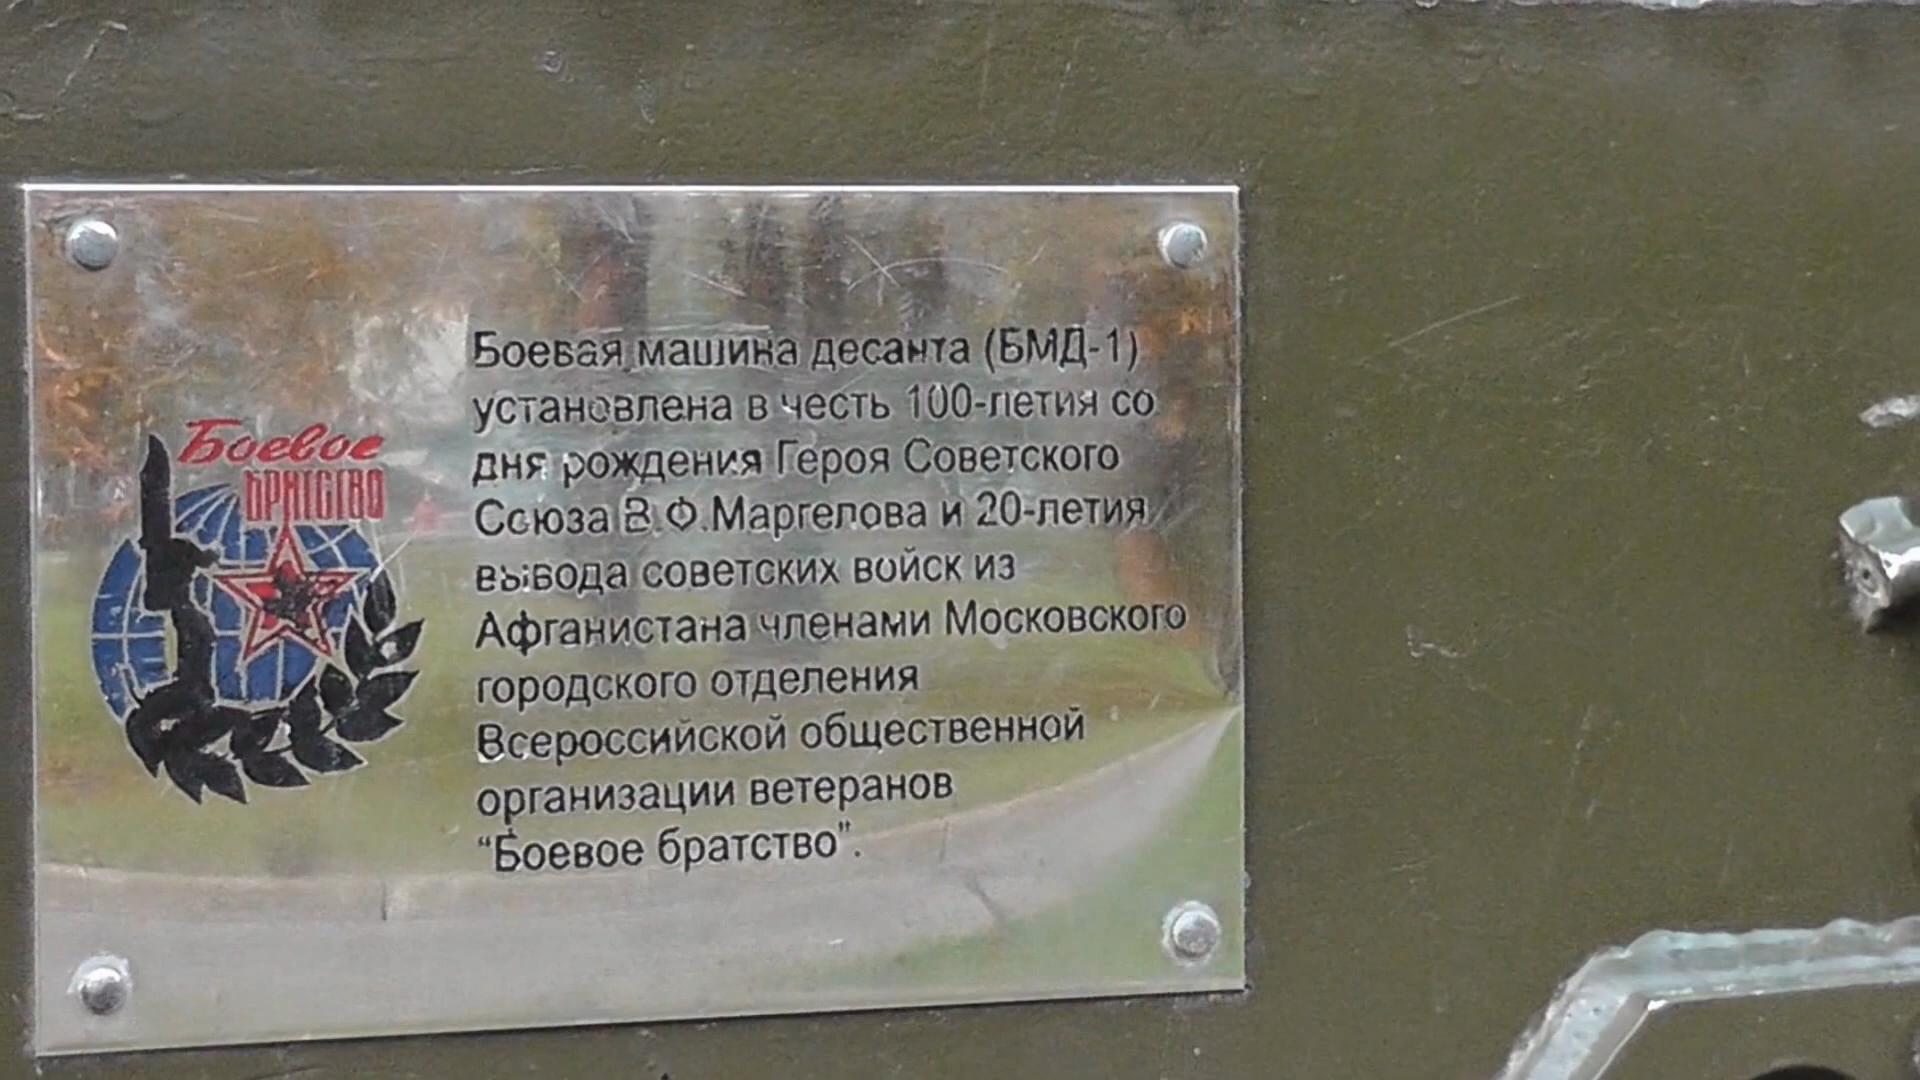 Боевое
БРАТСТВО
Боевая машина десанта (БМД-1)
установлена в честь 100-летия со
дня рождения Героя Советского
Союза В.Ф.Маргелова и 20-летия
вывода советских войск из
Афганистана членами Московского
городского отделения
Всероссийской общественной
организации ветеранов
“Боевое братство”.